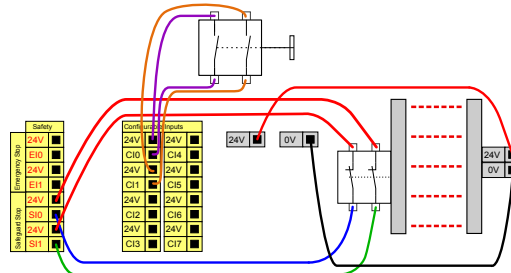 Safety
Emergency Stop
24V
EI0
24V
EI1
Safeguard Stop
24V
SI0
24V
SI1
Configurable Inputs
24V 24V
CI0 CI4
24V 24V
CI1 CI5
24V 24V
CI2 CI6
24V 24V
CI3 CI7
24V
0V
24V
0V